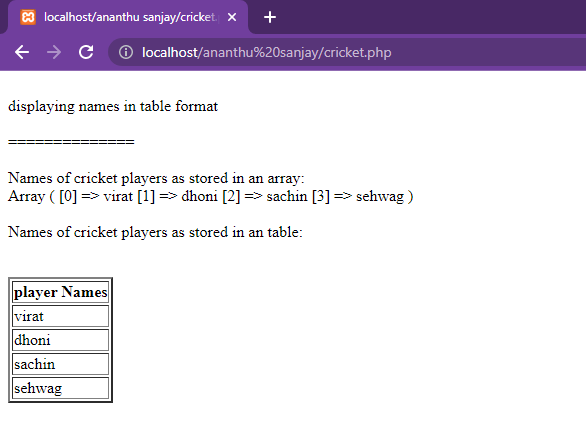 localhost/ananthu sanjay/cricket.
localhost/ananthu%20sanjay/cricket.php
displaying names in table format
==============
Names of cricket players as stored in an array:
Array ( [0] => virat [1] => dhoni [2] => sachin [3] => sehwag )
Names of cricket players as stored in an table:
player Names
virat
dhoni
sachin
sehwag